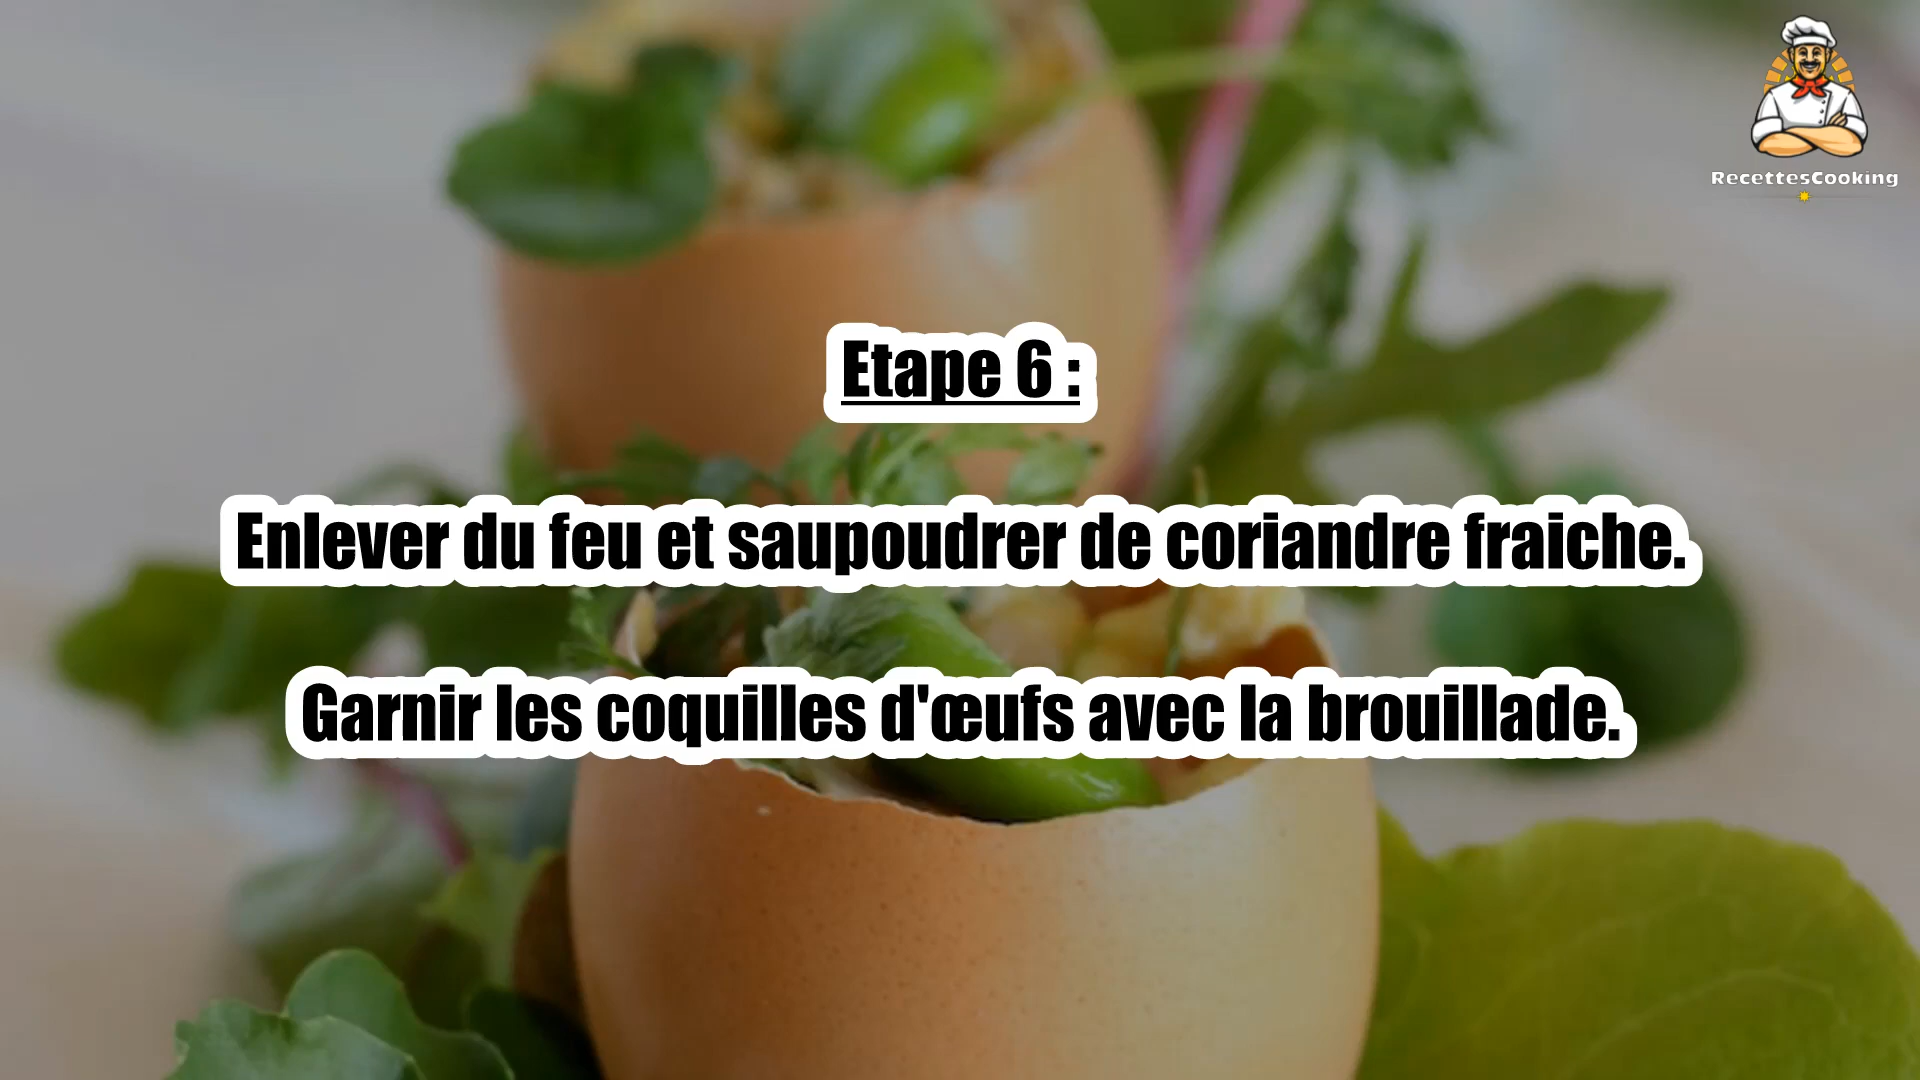 RecettesCooking
Etape 6 :
Enlever du feu et saupoudrer de coriandre fraiche.
Garnir les coquilles d'œufs avec la brouillade.